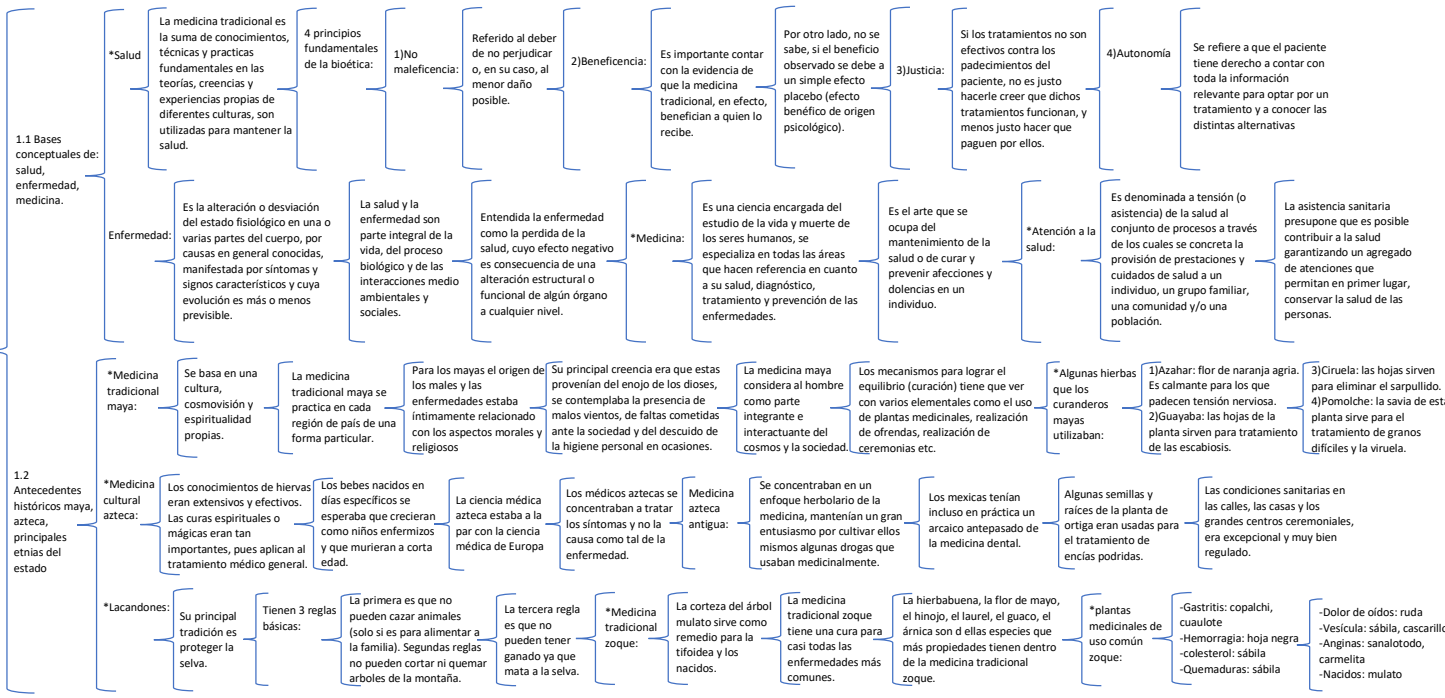 1.1 Bases
conceptuales de:
salud,
enfermedad,
medicina.
*Salud
La medicina tradicional es
la suma de conocimientos,
técnicas y practicas
fundamentales en las
teorías, creencias y
experiencias propias de
diferentes culturas, son
utilizadas para mantener la
salud.
4 principios
fundamentales
de la bioética:
1)No
maleficencia:
Referido al deber
de no perjudicar
o, en su caso, al
menor daño
posible.
2)Beneficencia:
Es importante contar
con la evidencia de
que la medicina
tradicional, en efecto,
benefician a quien lo
recibe.
Por otro lado, no se
sabe, si el beneficio
observado se debe a
un simple efecto
placebo (efecto
benéfico de origen
psicológico).
3)Justicia:
Si los tratamientos no son
efectivos contra los
padecimientos del
paciente, no es justo
hacerle creer que dichos
tratamientos funcionan, y
menos justo hacer que
paguen por ellos.
4)Autonomía
Se refiere a que el paciente
tiene derecho a contar con
toda la información
relevante para optar por un
tratamiento y a conocer las
distintas alternativas
Enfermedad:
Es la alteración o desviación
del estado fisiológico en una o
varias partes del cuerpo, por
causas en general conocidas,
manifestada por síntomas y
signos característicos y cuya
evolución es más o menos
previsible.
La salud y la
enfermedad son
parte integral de la
vida, del proceso
biológico y de las
interacciones medio
ambientales y
sociales.
Entendida la enfermedad
como la perdida de la
salud, cuyo efecto negativo
es consecuencia de una
alteración estructural o
funcional de algún órgano
a cualquier nivel.
*Medicina:
Es una ciencia encargada del
estudio de la vida y muerte de
los seres humanos, se
especializa en todas las áreas
que hacen referencia en cuanto
a su salud, diagnóstico,
tratamiento y prevención de las
enfermedades.
Es el arte que se
ocupa del
mantenimiento de la
salud o de curar y
prevenir afecciones y
dolencias en un
individuo.
*Atención a la
salud:
Es denominada a tensión (o
asistencia) de la salud al
conjunto de procesos a través
de los cuales se concreta la
provisión de prestaciones y
cuidados de salud a un
individuo, un grupo familiar,
una comunidad y/o una
población.
La asistencia sanitaria
presupone que es posible
contribuir a la salud
garantizando un agregado
de atenciones que
permitan en primer lugar,
conservar la salud de las
personas.
1.2
Antecedentes
históricos maya,
azteca,
principales
etnias del
estado
*Medicina
tradicional
maya:
Se basa en una
cultura,
cosmovisión y
espiritualidad
propias.
La medicina
tradicional maya se
practica en cada
región de país de una
forma particular.
Para los mayas el origen de
los males y las
enfermedades estaba
íntimamente relacionado
con los aspectos morales y
religiosos
Su principal creencia era que estas
provenían del enojo de los dioses,
se contemplaba la presencia de
malos vientos, de faltas cometidas
ante la sociedad y del descuido de
la higiene personal en ocasiones.
La medicina maya
considera al hombre
como parte
integrante e
interactuante del
cosmos y la sociedad.
Los mecanismos para lograr el
equilibrio (curación) tiene que ver
con varios elementales como el uso
de plantas medicinales, realización
de ofrendas, realización de
ceremonias etc.
*Algunas
hierbas que
los
curanderos
mayas
utilizaban:
1)Azahar: flor de naranja agria.
Es calmante para los que
padecen tensión nerviosa.
2)Guayaba: las hojas de la
planta sirven para tratamiento
de las escabiosis.
3)Ciruela: las hojas sirven
para eliminar el sarpullido.
4)Pomolche: la savia de esta
planta sirve para el
tratamiento de granos
difíciles y la viruela.
*Medicina
cultural
azteca:
Los conocimientos de hiervas
eran extensivos y efectivos.
Las curas espirituales o
mágicas eran tan
importantes, pues aplican al
tratamiento médico general.
Los bebes nacidos en
días específicos se
esperaba que crecieran
como niños enfermizos
y que murieran a corta
edad.
La ciencia médica
azteca estaba a la
par con la ciencia
médica de Europa
Los médicos aztecas se
concentraban a tratar
los síntomas y no la
causa como tal de la
enfermedad.
Medicina
azteca
antigua:
Se concentraban en un
enfoque herbolario de la
medicina, mantenían un gran
entusiasmo por cultivar ellos
mismos algunas drogas que
usaban medicinalmente.
Los mexicas tenían
incluso en práctica un
arcaico antepasado de
la medicina dental.
Algunas semillas y
raíces de la planta de
ortiga eran usadas para
el tratamiento de
encías podridas.
Las condiciones sanitarias en
las calles, las casas y los
grandes centros ceremoniales,
era excepcional y muy bien
regulado.
*Lacandones:
Su principal
tradición es
proteger la
selva.
Tienen 3 reglas
básicas:
La primera es que no
pueden cazar animales
(solo si es para alimentar a
la familia). Segundas reglas
no pueden cortar ni quemar
arboles de la montaña.
La tercera regla
es que no
pueden tener
ganado ya que
mata a la selva.
*Medicina
tradicional
zoque:
La corteza del árbol
mulato sirve como
remedio para la
tifoidea y los
nacidos.
La medicina
tradicional zoque
tiene una cura para
casi todas las
enfermedades más
comunes.
La hierbabuena, la flor de mayo,
el hinojo, el laurel, el guaco, el
árnica son d ellas especies que
más propiedades tienen dentro
de la medicina tradicional
zoque.
*plantas
medicinales de
uso común
zoque:
-Gastritis: copalchi,
cuaulote
-Hemorragia: hoja negra
-colesterol: sábila
-Quemaduras: sábila
-Dolor de oídos: ruda
-Vesícula: sábila, cascarillo
-Anginas: sanalotodo,
carmelita
-Nacidos: mulato